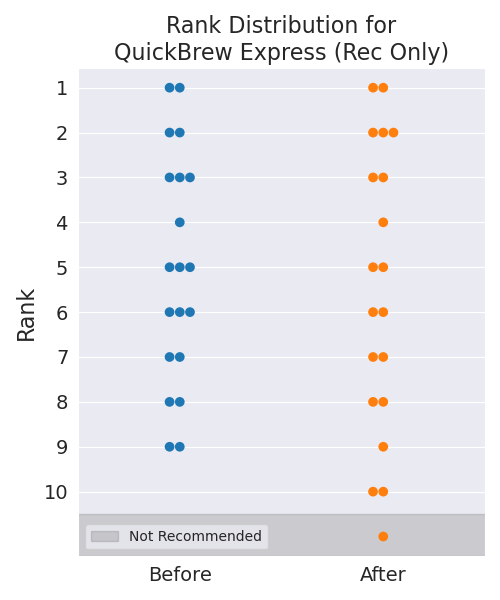 Rank Distribution for
QuickBrew Express (Rec Only)
Rank
1
2
3
4
5
6
7
8
9
10
Not Recommended
Before After